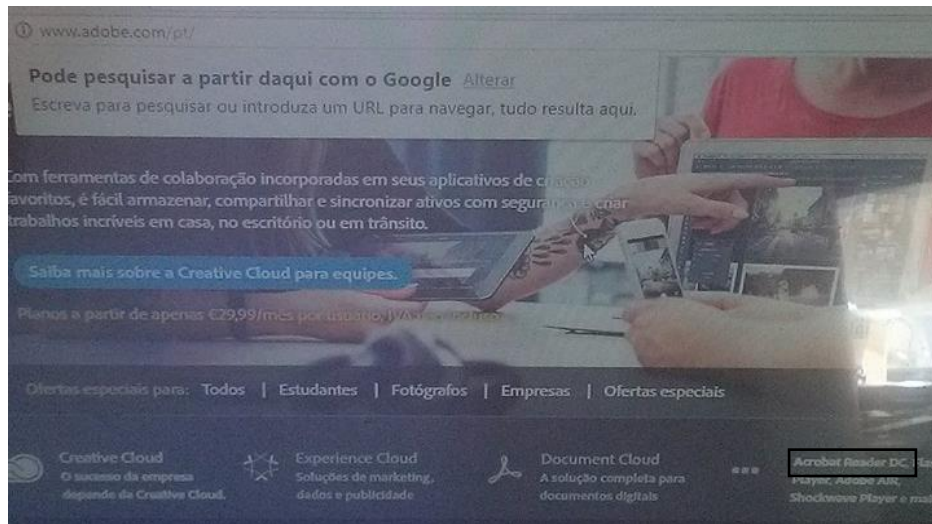 www.adobe.com/pt/
Pode pesquisar a partir daqui com o Google Alterar
Escreva para pesquisar ou introduza um URL para navegar, tudo resulta aqui.
Com ferramentas de colaboração incorporadas em seus aplicativos de criação
favoritos, é fácil armazenar, compartilhar e sincronizar ativos com segurança e criar
trabalhos incríveis em casa, no escritório ou em trânsito.
Saiba mais sobre a Creative Cloud para equipes.
Planos a partir de apenas €29,99/mês por usuário, IVA
Ofertas especiais para: Todos | Estudantes | Fotógrafos | Empresas | Ofertas especiais
Creative Cloud
O sucesso da empresa
depende da Creative Cloud.
Experience Cloud
Soluções de marketing,
dados e publicidade
Document Cloud
A solução completa para
documentos digitais
Acrobat Reader DC,
Player, Adobe AIR,
Shockwave Player e